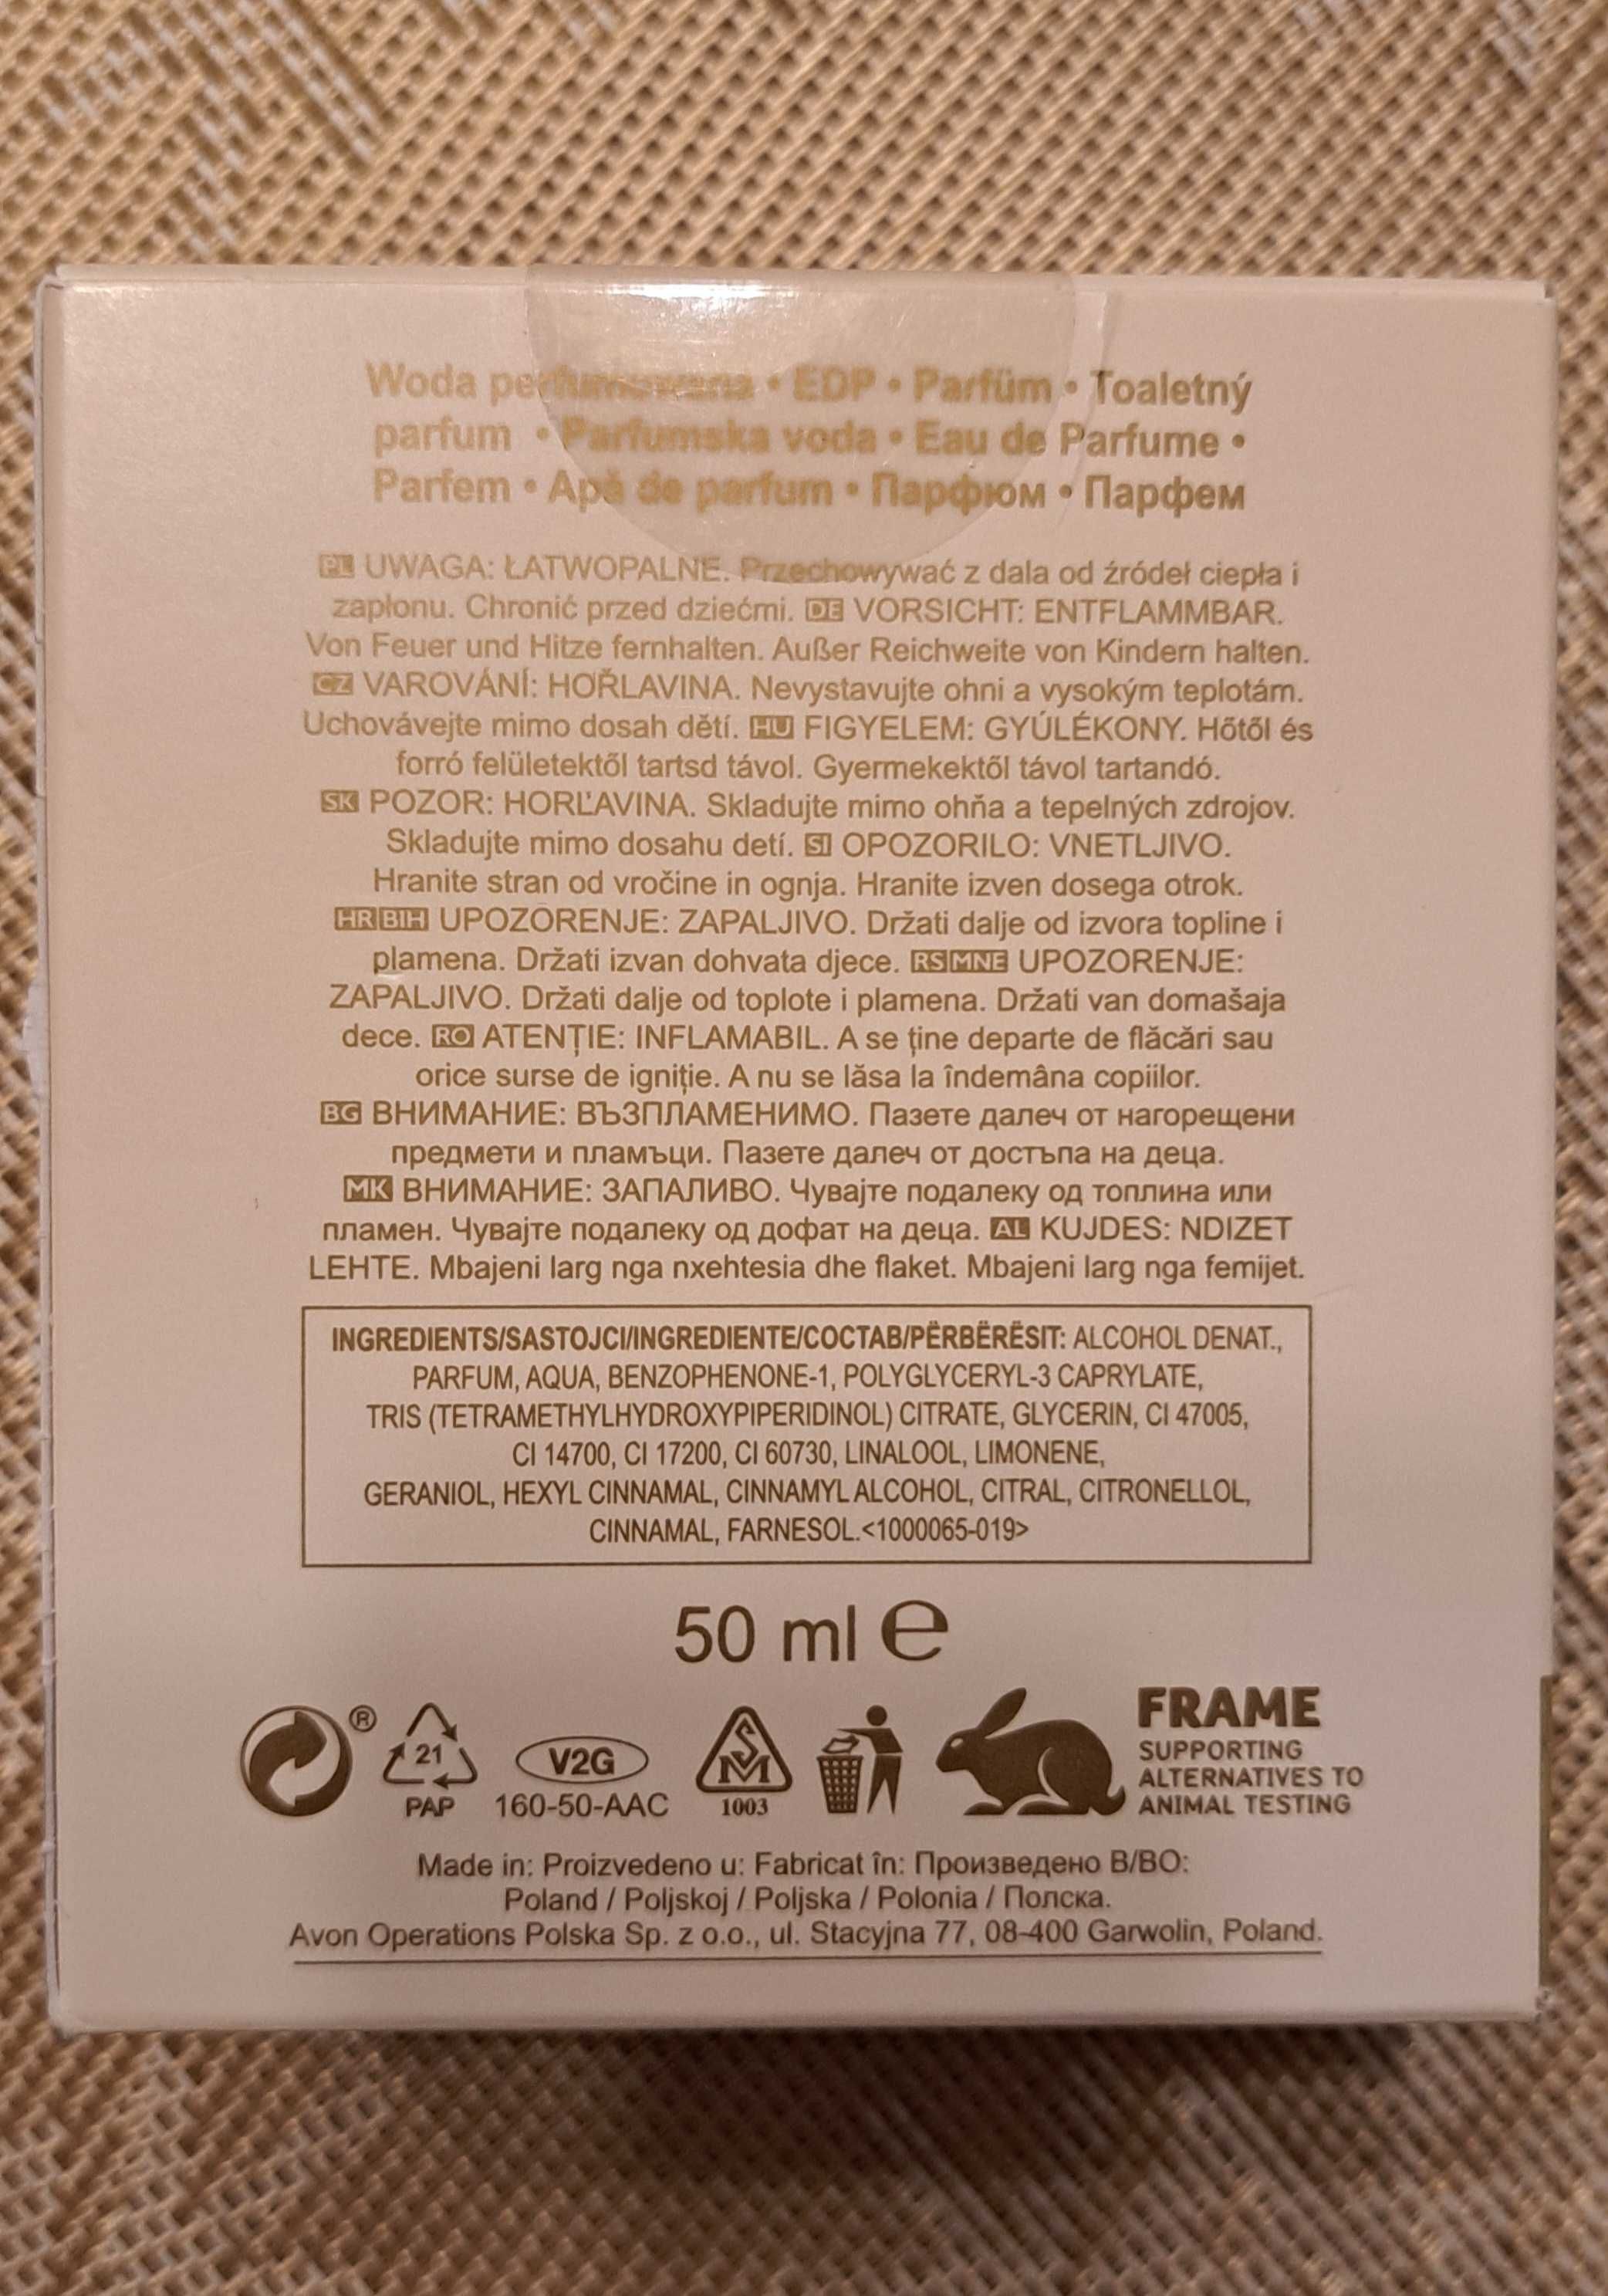 Woda perfumowana • EDP • Parfüm • Toaletný
parfum • Parfumska voda • Eau de Parfume •
Parfem • Apă de parfum • Парфюм • Парфем
PL UWAGA: ŁATWOPALNE. Przechowywać z dala od źródeł ciepła i
zapłonu. Chronić przed dziećmi. DE VORSICHT: ENTFLAMMBAR.
Von Feuer und Hitze fernhalten. Außer Reichweite von Kindern halten.
CZ VAROVÁNÍ: HOŘLAVINA. Nevystavujte ohni a vysokým teplotám.
Uchovávejte mimo dosah dětí. HU FIGYELEM: GYÚLÉKONY. Hőtől és
forró felületektől tartsd távol. Gyermekektől távol tartandó.
SK POZOR: HORĽAVINA. Skladujte mimo ohňa a tepelných zdrojov.
Skladujte mimo dosahu detí. SI OPOZORILO: VNETLJIVO.
Hranite stran od vročine in ognja. Hranite izven dosega otrok.
HR BIH UPOZORENJE: ZAPALJIVO. Držati dalje od izvora topline i
plamena. Držati izvan dohvata djece. RS MNE UPOZORENJE:
ZAPALJIVO. Držati dalje od toplote i plamena. Držati van domašaja
dece. RO ATENȚIE: INFLAMABIL. A se ține departe de flăcări sau
orice surse de igniție. A nu se lăsa la îndemâna copiilor.
BG ВНИМАНИЕ: ВЪЗПЛАМЕНИМО. Пазете далеч от нагорещени
предмети и пламъци. Пазете далеч от достъпа на деца.
MK ВНИМАНИЕ: ЗАПАЛИВО. Чувајте подалеку од топлина или
пламен. Чувајте подалеку од дофат на деца. AL KUJDES: NDIZET
LEHTE. Mbajeni larg nga nxehtesia dhe flaket. Mbajeni larg nga femijet.
INGREDIENTS/SASTOJCI/INGREDIENTE/СОСТАВ/PËRBËRËSIT: ALCOHOL DENAT.,
PARFUM, AQUA, BENZOPHENONE-1, POLYGLYCERYL-3 CAPRYLATE,
TRIS (TETRAMETHYLHYDROXYPIPERIDINOL) CITRATE, GLYCERIN, CI 47005,
CI 14700, CI 17200, CI 60730, LINALOOL, LIMONENE,
GERANIOL, HEXYL CINNAMAL, CINNAMYL ALCOHOL, CITRAL, CITRONELLOL,
CINNAMAL, FARNESOL.<1000065-019>
50 ml e
® 21 PAP
V2G
160-50-AAC
SM
1003
FRAME
SUPPORTING
ALTERNATIVES TO
ANIMAL TESTING
Made in: Proizvedeno u: Fabricat în: Произведено В/ВО:
Poland / Poljskoj / Poljska / Polonia / Полска.
Avon Operations Polska Sp. z o.o., ul. Stacyjna 77, 08-400 Garwolin, Poland.